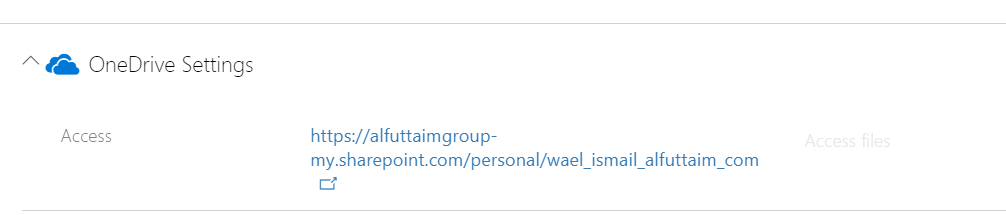 OneDrive Settings
Access
https://alfuttaimgroup-
my.sharepoint.com/personal/wael_ismail_alfuttaim_com
Access files